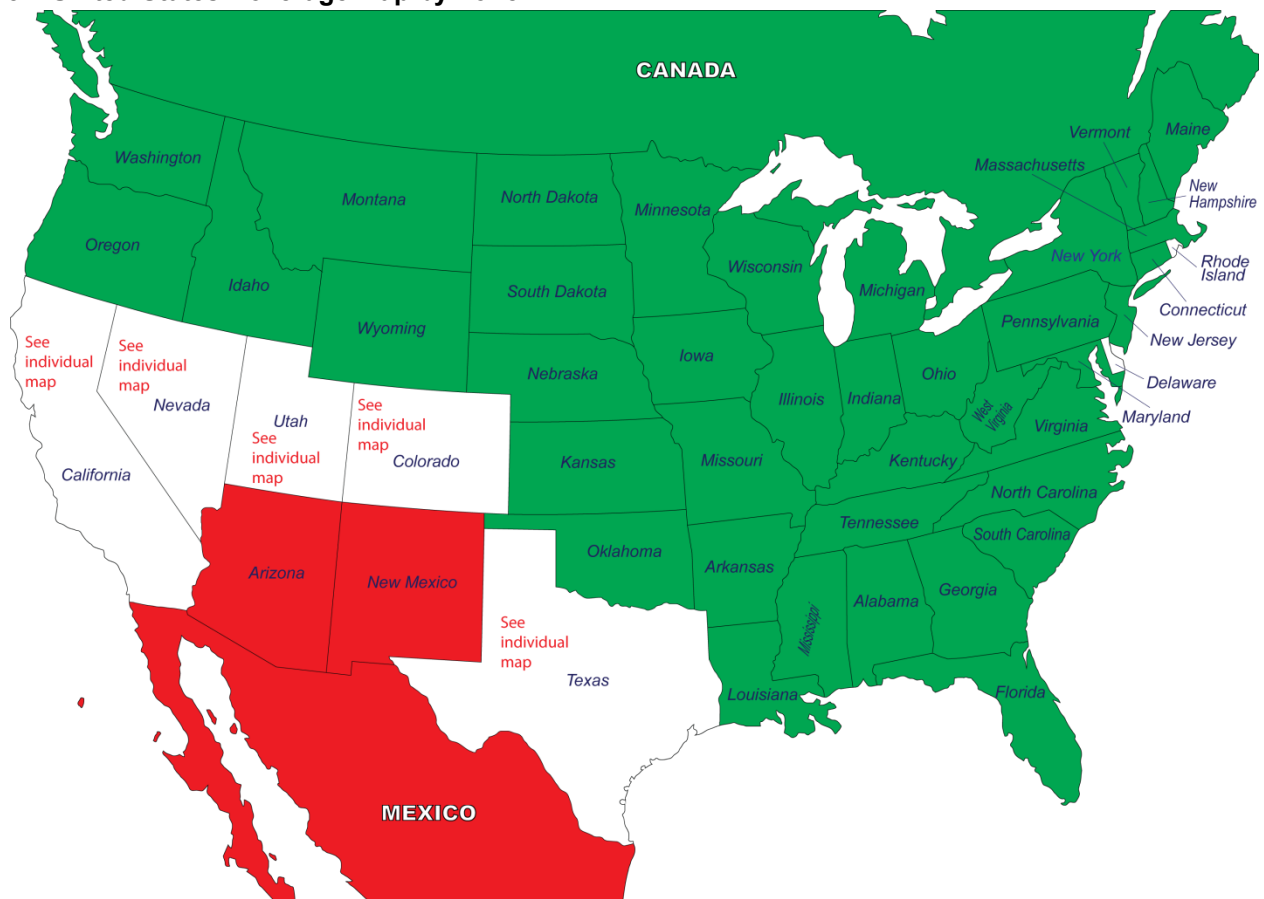 CANADA
Washington
Montana
North Dakota
Minnesota
Vermont
Maine
Massachusetts
New
Hampshire
Oregon
Idaho
Wyoming
South Dakota
Wisconsin
Michigan
New York
Rhode
Island
Connecticut
New Jersey
Pennsylvania
Delaware
Maryland
See
individual
map
See
individual
map
Nevada
Utah
See
individual
map
See
individual
map
Colorado
California
Nebraska
Iowa
Illinois
Indiana
Ohio
West
Virginia
Virginia
Kansas
Missouri
Kentucky
North Carolina
Tennessee
South Carolina
Arizona
New Mexico
Oklahoma
Arkansas
Mississippi
Alabama
Georgia
See
individual
map
Texas
Louisiana
Florida
MEXICO